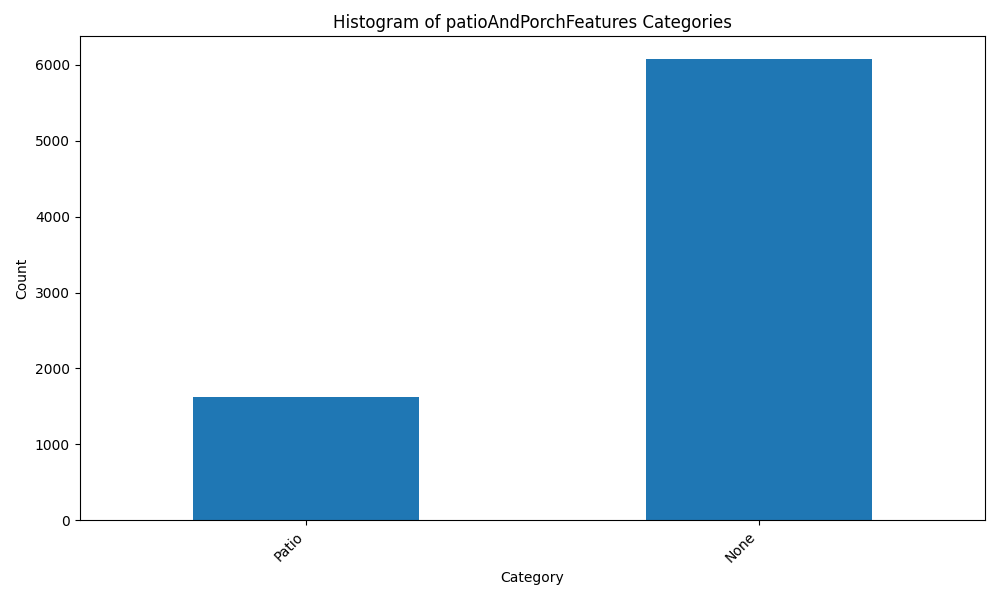 Histogram of patioAndPorchFeatures Categories
6000
5000
4000
3000
2000
1000
0
Count
Patio
None
Category